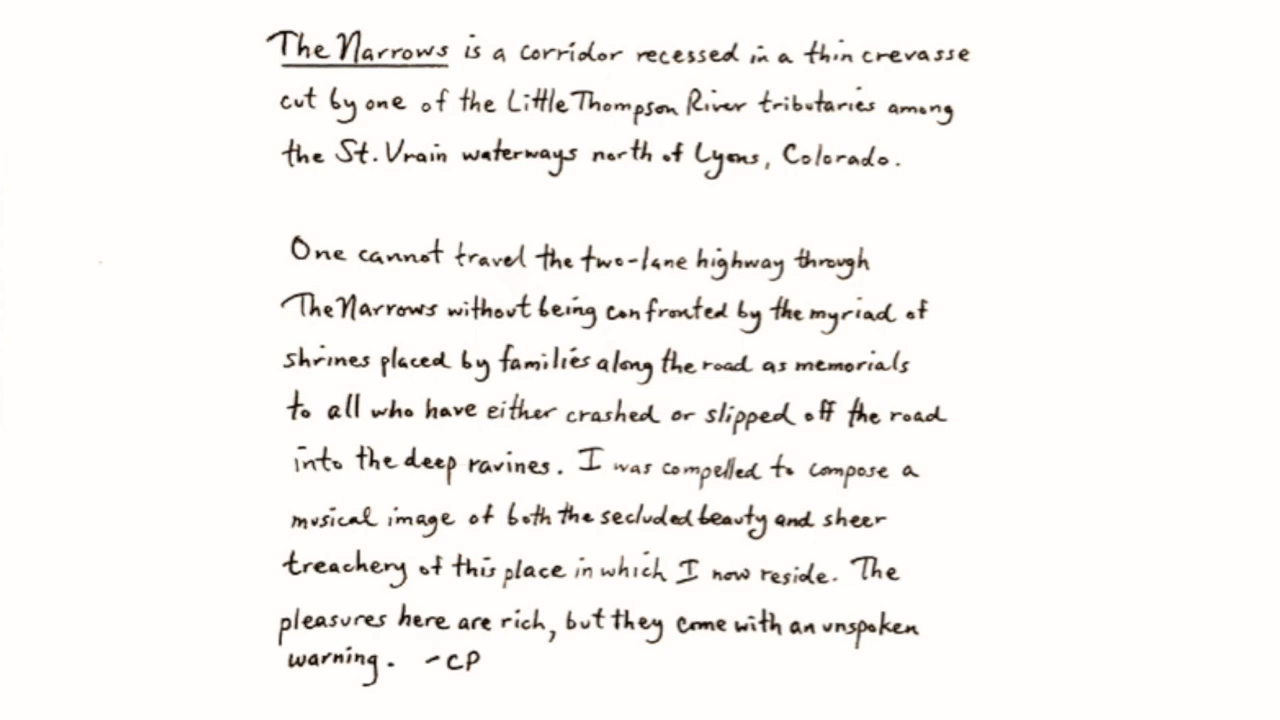 The Narrows is a corridor recessed in a thin crevasse
cut by one of the Little Thompson River tributaries among
the St. Vrain waterways north of Lyons, Colorado.
One cannot travel the two-lane highway through
The Narrows without being confronted by the myriad of
shrines placed by families along the road as memorials
to all who have either crashed or slipped off the road
into the deep ravines. I was compelled to compose a
musical image of both the secluded beauty and sheer
treachery of this place in which I now reside. The
pleasures here are rich, but they come with an unspoken
warning. -CP